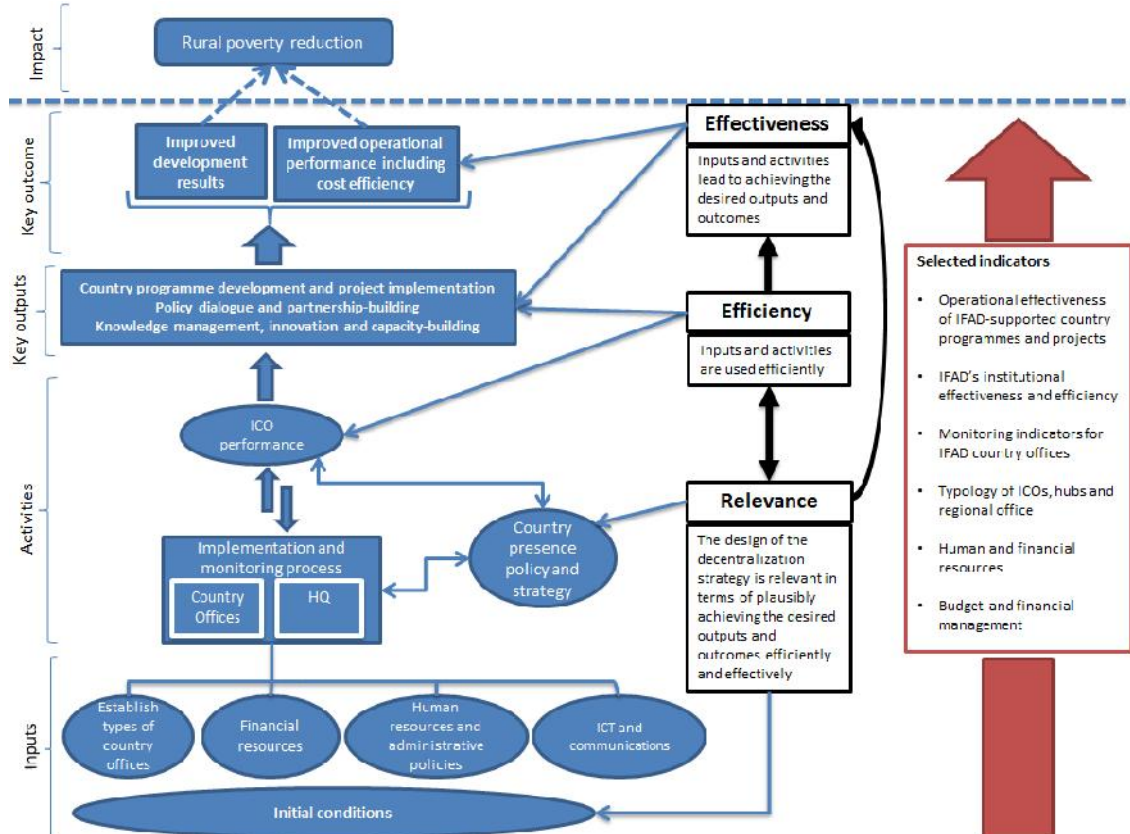 Impact
Rural poverty reduction
Key outcome
Improved
development
results
Improved operational
performance including
cost efficiency
Key outputs
Country programme development and project implementation
Policy dialogue and partnership-building
Knowledge management, innovation and capacity-building
Activities
ICO
performance
Implementation and
monitoring process
Country
Offices
HQ
Country
presence
policy and
strategy
Inputs
Establish
types of
country
offices
Financial
resources
Human
resources and
administrative
policies
ICT and
communications
Initial conditions
Effectiveness
Inputs and activities
lead to achieving the
desired outputs and
outcomes
Efficiency
Inputs and activities
are used efficiently
Relevance
The design of the
decentralization
strategy is relevant in
terms of plausibly
achieving the desired
outputs and
outcomes efficiently
and effectively
Selected indicators
• Operational effectiveness
of IFAD-supported country
programmes and projects
• IFAD's institutional
effectiveness and efficiency
• Monitoring indicators for
IFAD country offices
• Typology of ICOs, hubs and
regional office
• Human and financial
resources
• Budget and financial
management